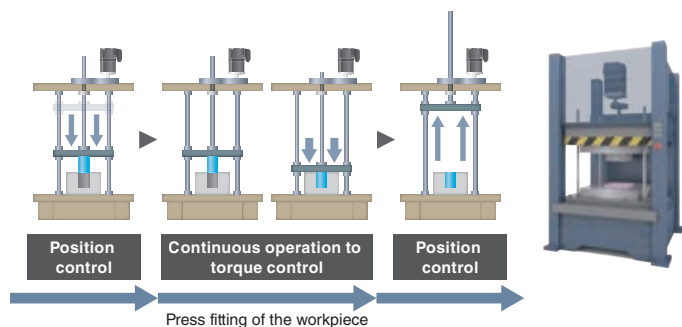 Position
control
Continuous operation to
torque control
Position
control
Press fitting of the workpiece